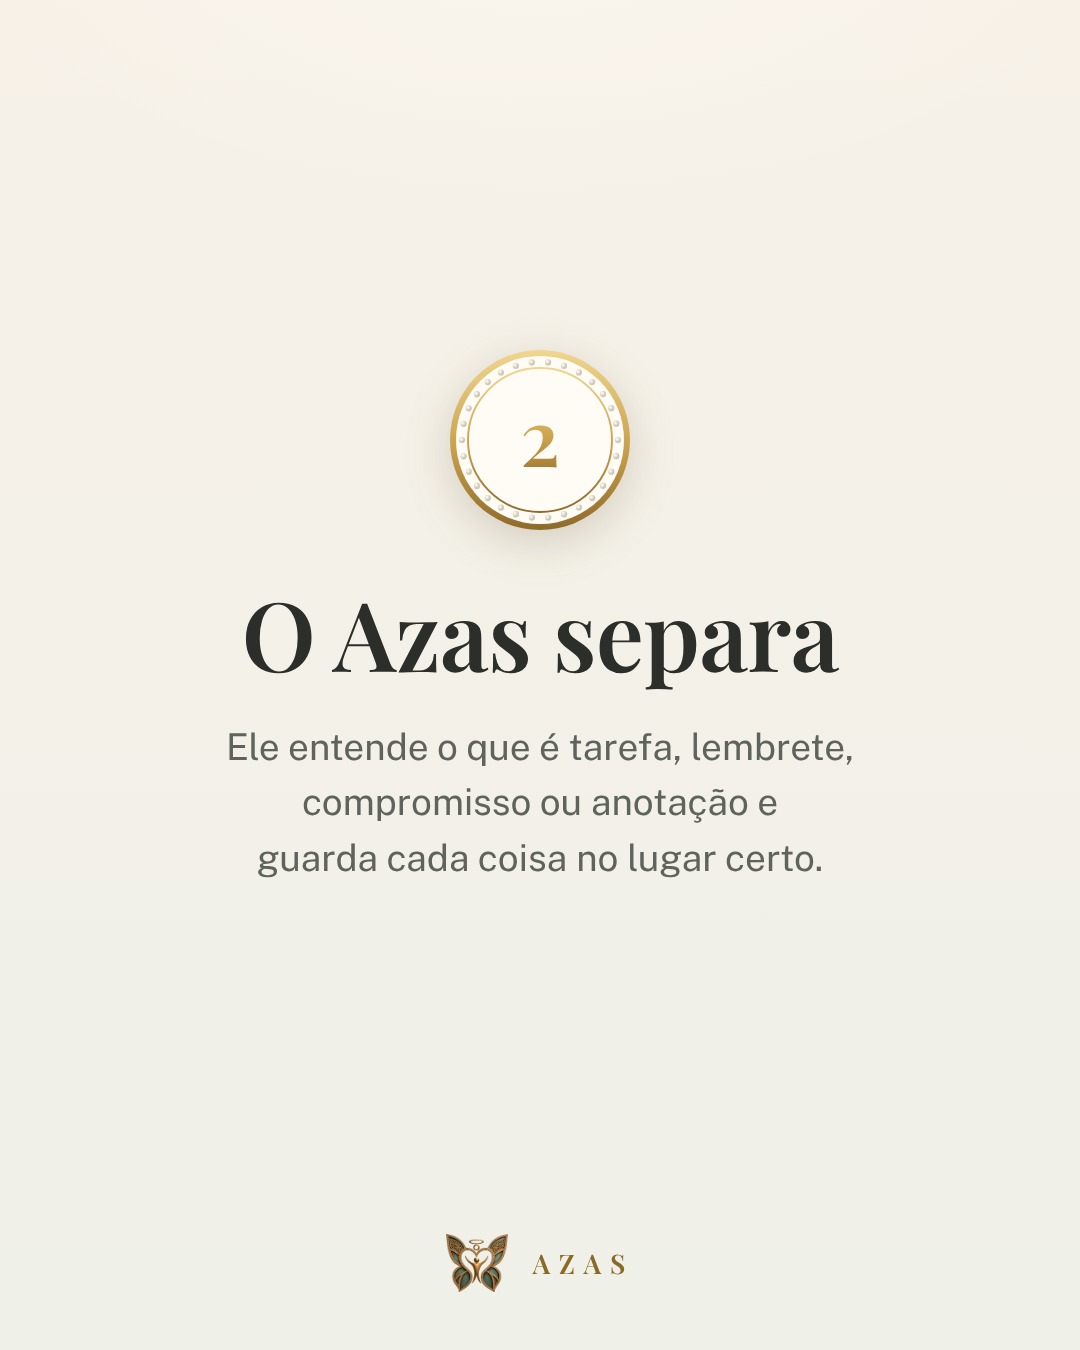 2
O Azas separa
Ele entende o que é tarefa, lembrete,
compromisso ou anotação e
guarda cada coisa no lugar certo.
AZAS